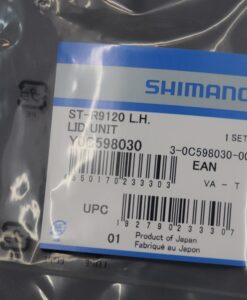 SHIMANO
ST-R9120 L.H.
LID UNIT
1 SET
Y0C598030
3-0C598030-00
EAN
4550170233303
VA - T
UPC
01 Product of Japan
Fabriqué au Japon